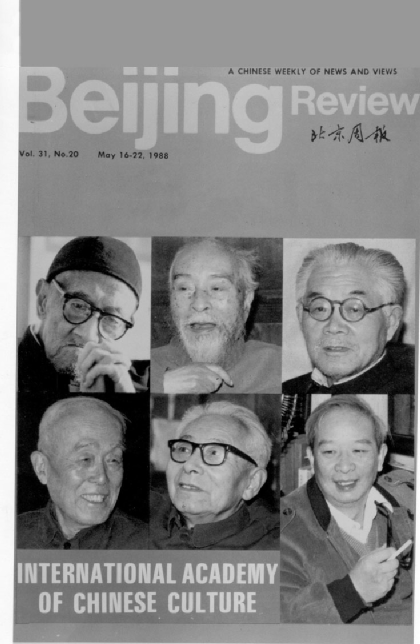 A CHINESE WEEKLY OF NEWS AND VIEWS
Beijing Review
北京周报
Vol. 31, No.20 May 16-22, 1988
INTERNATIONAL ACADEMY
OF CHINESE CULTURE